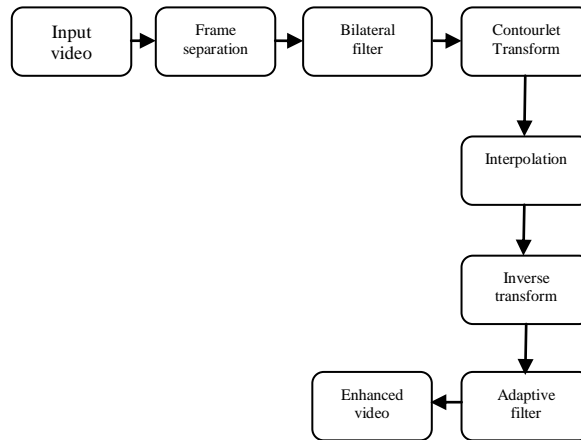 Input
video
Frame
separation
Bilateral
filter
Contourlet
Transform
Interpolation
Inverse
transform
Adaptive
filter
Enhanced
video